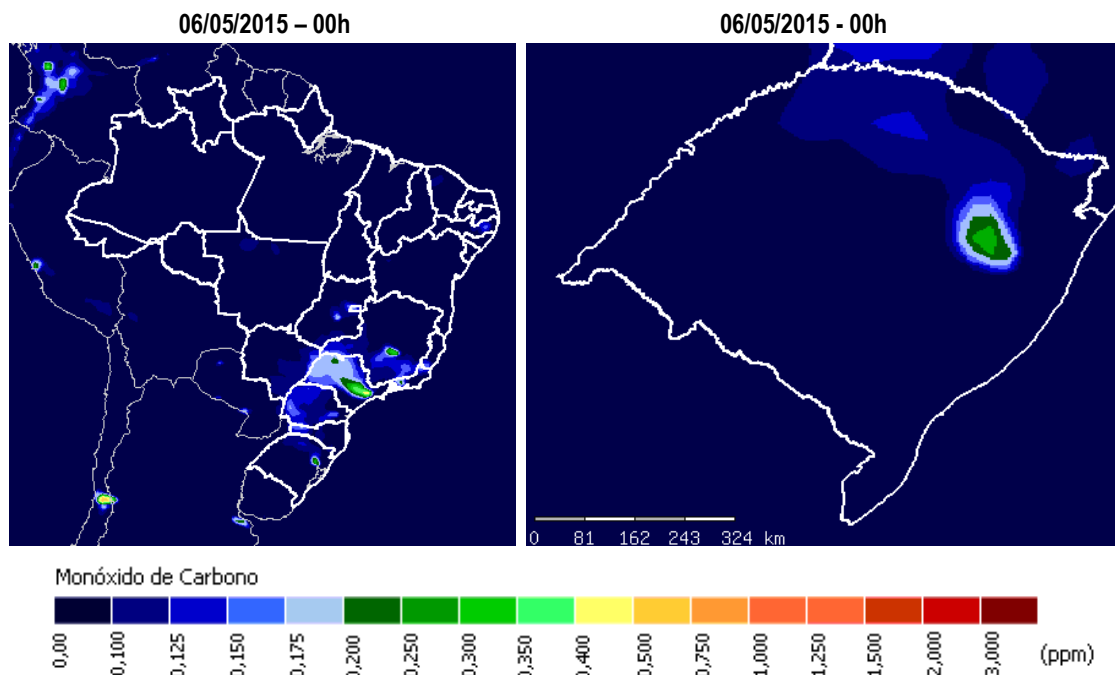 06/05/2015 – 00h
06/05/2015 - 00h
0 81 162 243 324 km
Monóxido de Carbono
0,00 0,100 0,125 0,150 0,175 0,200 0,250 0,300 0,350 0,400 0,500 0,750 1,000 1,250 1,500 2,000 3,000 (ppm)